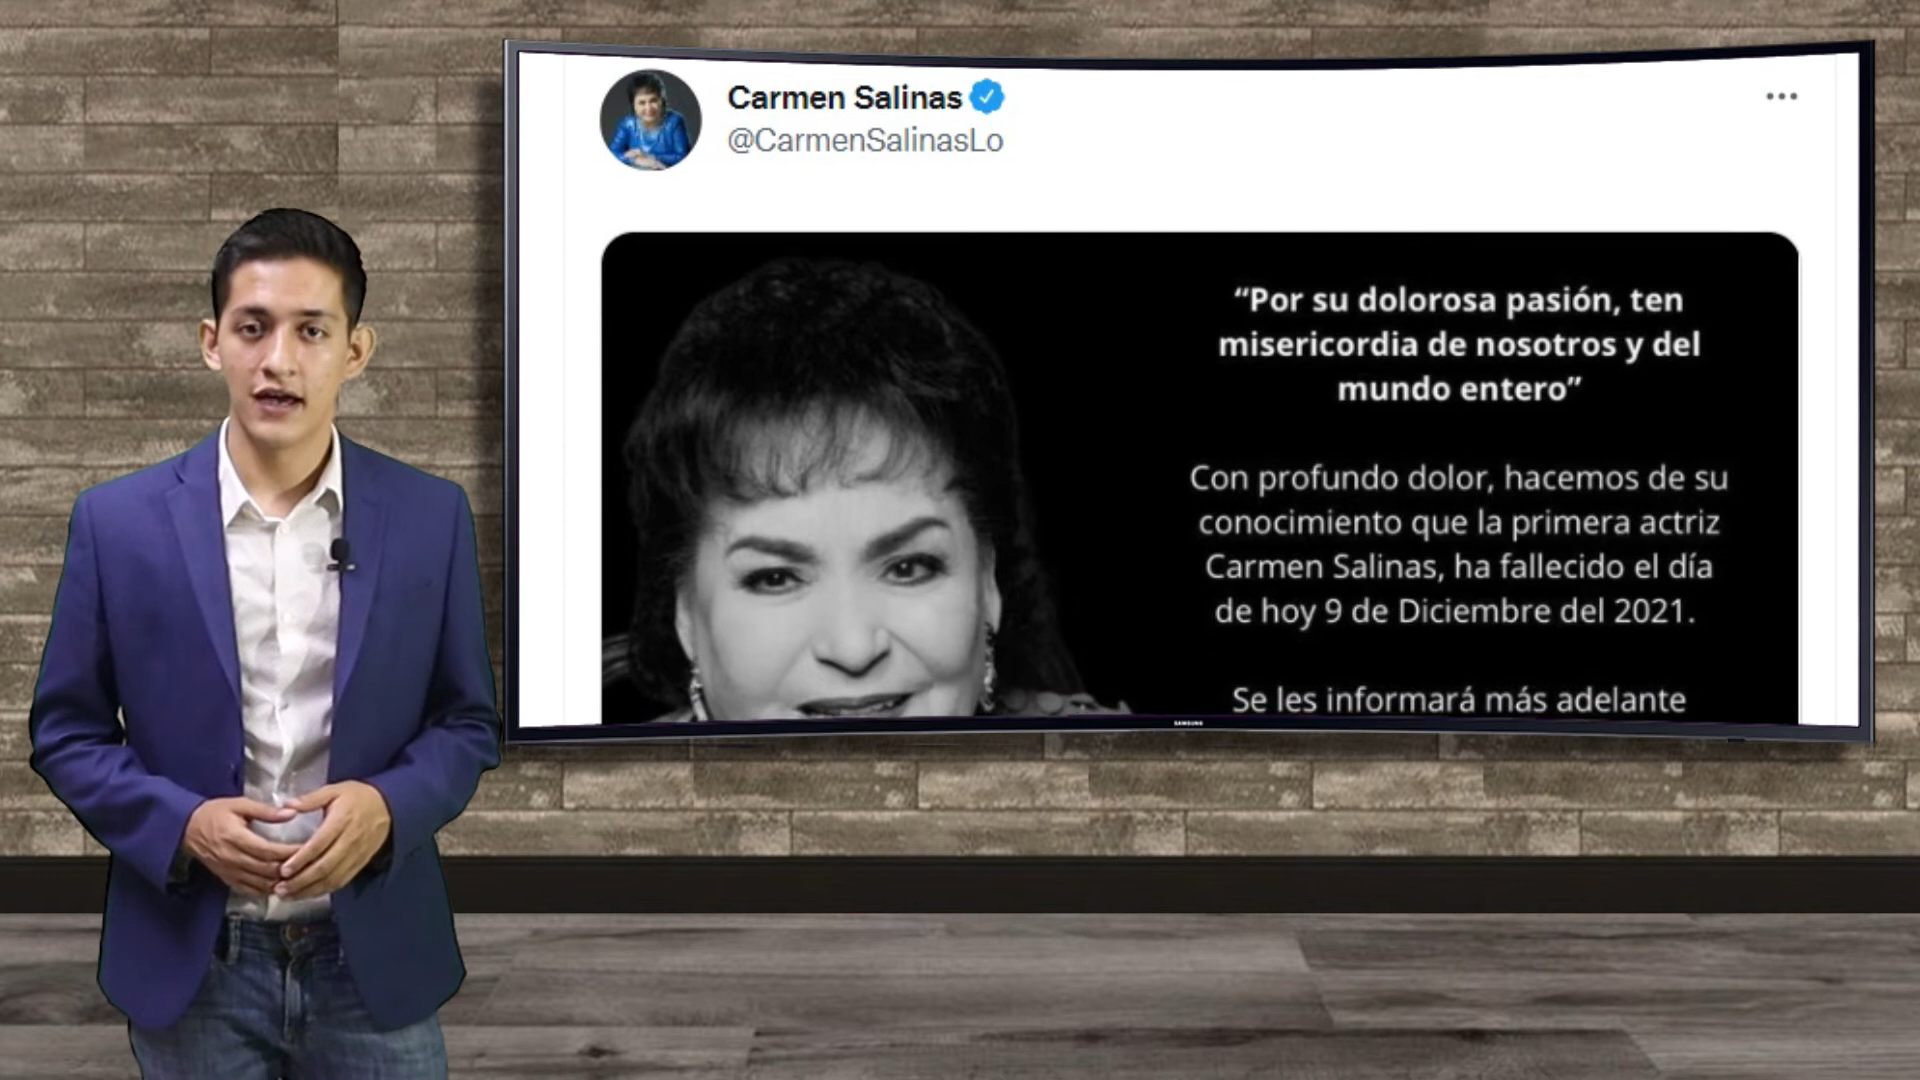 Carmen Salinas
@CarmenSalinasLo
“Por su dolorosa pasión, ten
misericordia de nosotros y del
mundo entero”
Con profundo dolor, hacemos de su
conocimiento que la primera actriz
Carmen Salinas, ha fallecido el día
de hoy 9 de Diciembre del 2021.
Se les informará más adelante
SAMSUNG